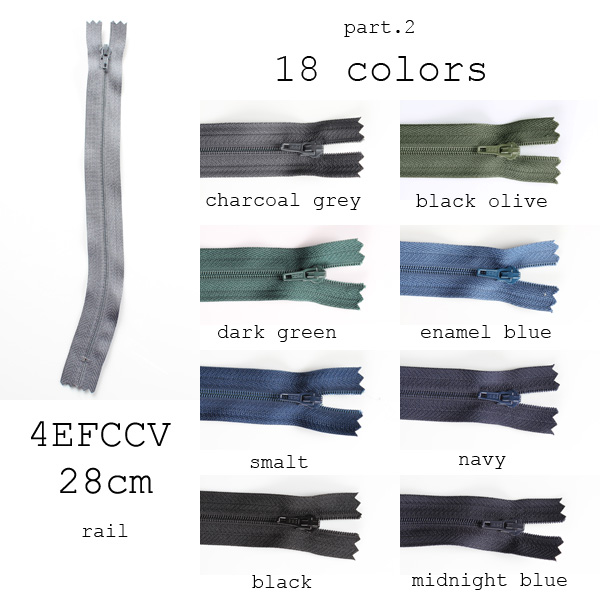 part.2
18 colors
charcoal grey
black olive
dark green
enamel blue
smalt
navy
black
midnight blue
4EFCCV
28cm
rail